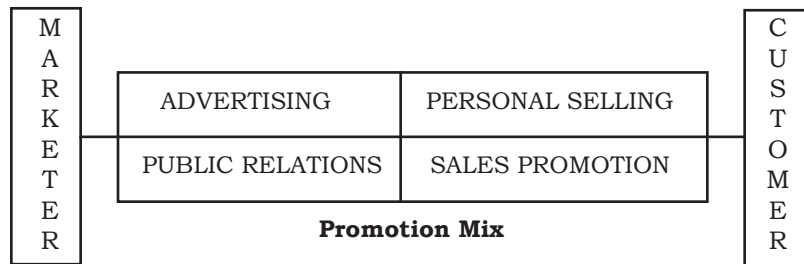 MARKETER
ADVERTISING
PERSONAL SELLING
PUBLIC RELATIONS
SALES PROMOTION
Promotion Mix
CUSTOMER